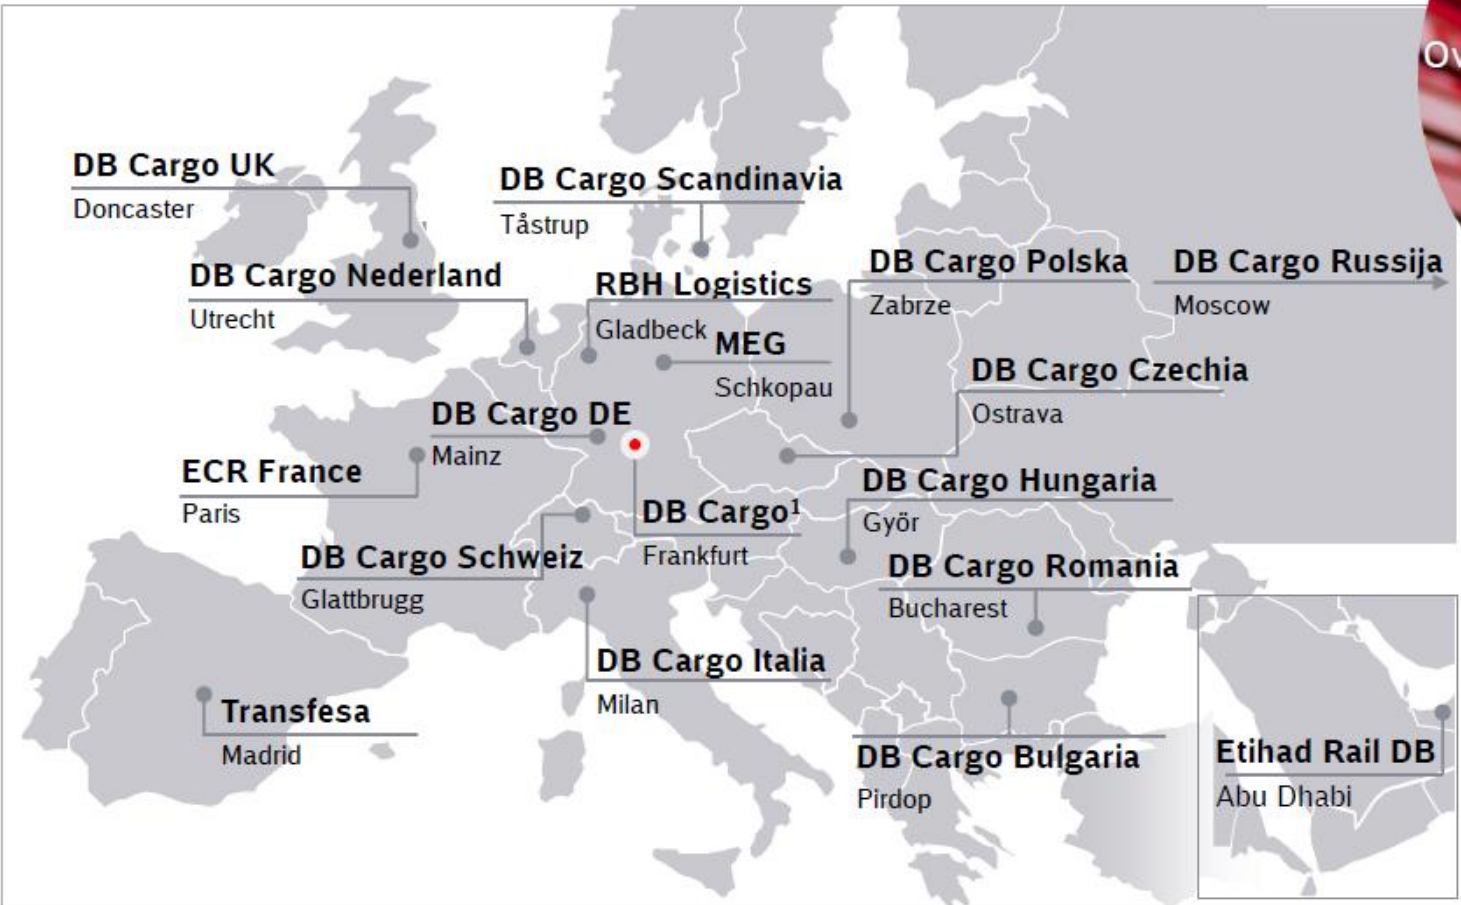 Ov
DB Cargo UK
Doncaster
DB Cargo Scandinavia
Tåstrup
DB Cargo Nederland
Utrecht
RBH Logistics
Gladbeck
MEG
Schkopau
DB Cargo Polska
Zabrze
DB Cargo Russija
Moscow
DB Cargo Czechia
Ostrava
DB Cargo DE
Mainz
ECR France
Paris
DB Cargo¹
Frankfurt
DB Cargo Hungaria
Györ
DB Cargo Schweiz
Glattbrugg
DB Cargo Romania
Bucharest
DB Cargo Italia
Milan
Transfesa
Madrid
DB Cargo Bulgaria
Pirdop
Etihad Rail DB
Abu Dhabi